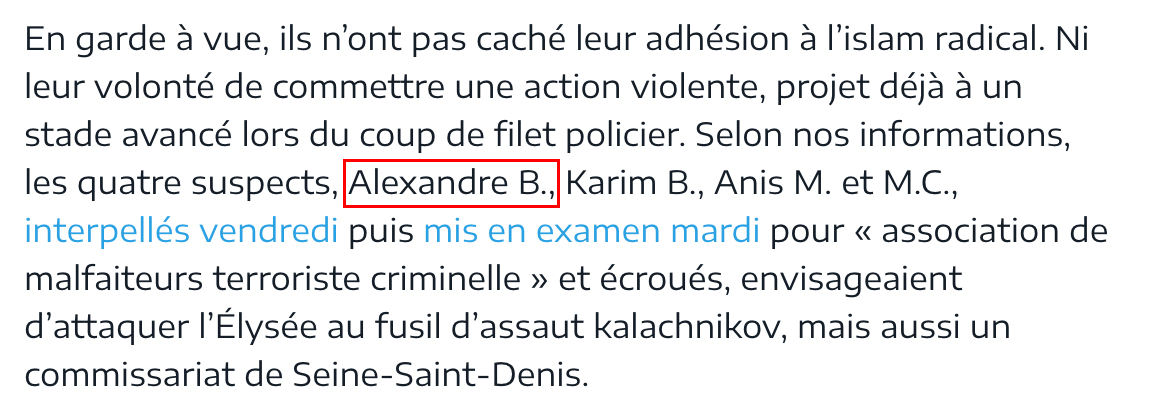 En garde à vue, ils n’ont pas caché leur adhésion à l’islam radical. Ni
leur volonté de commettre une action violente, projet déjà à un
stade avancé lors du coup de filet policier. Selon nos informations,
les quatre suspects, Alexandre B., Karim B., Anis M. et M.C.,
interpellés vendredi puis mis en examen mardi pour « association de
malfaiteurs terroriste criminelle » et écroués, envisageaient
d’attaquer l’Élysée au fusil d’assaut kalachnikov, mais aussi un
commissariat de Seine-Saint-Denis.